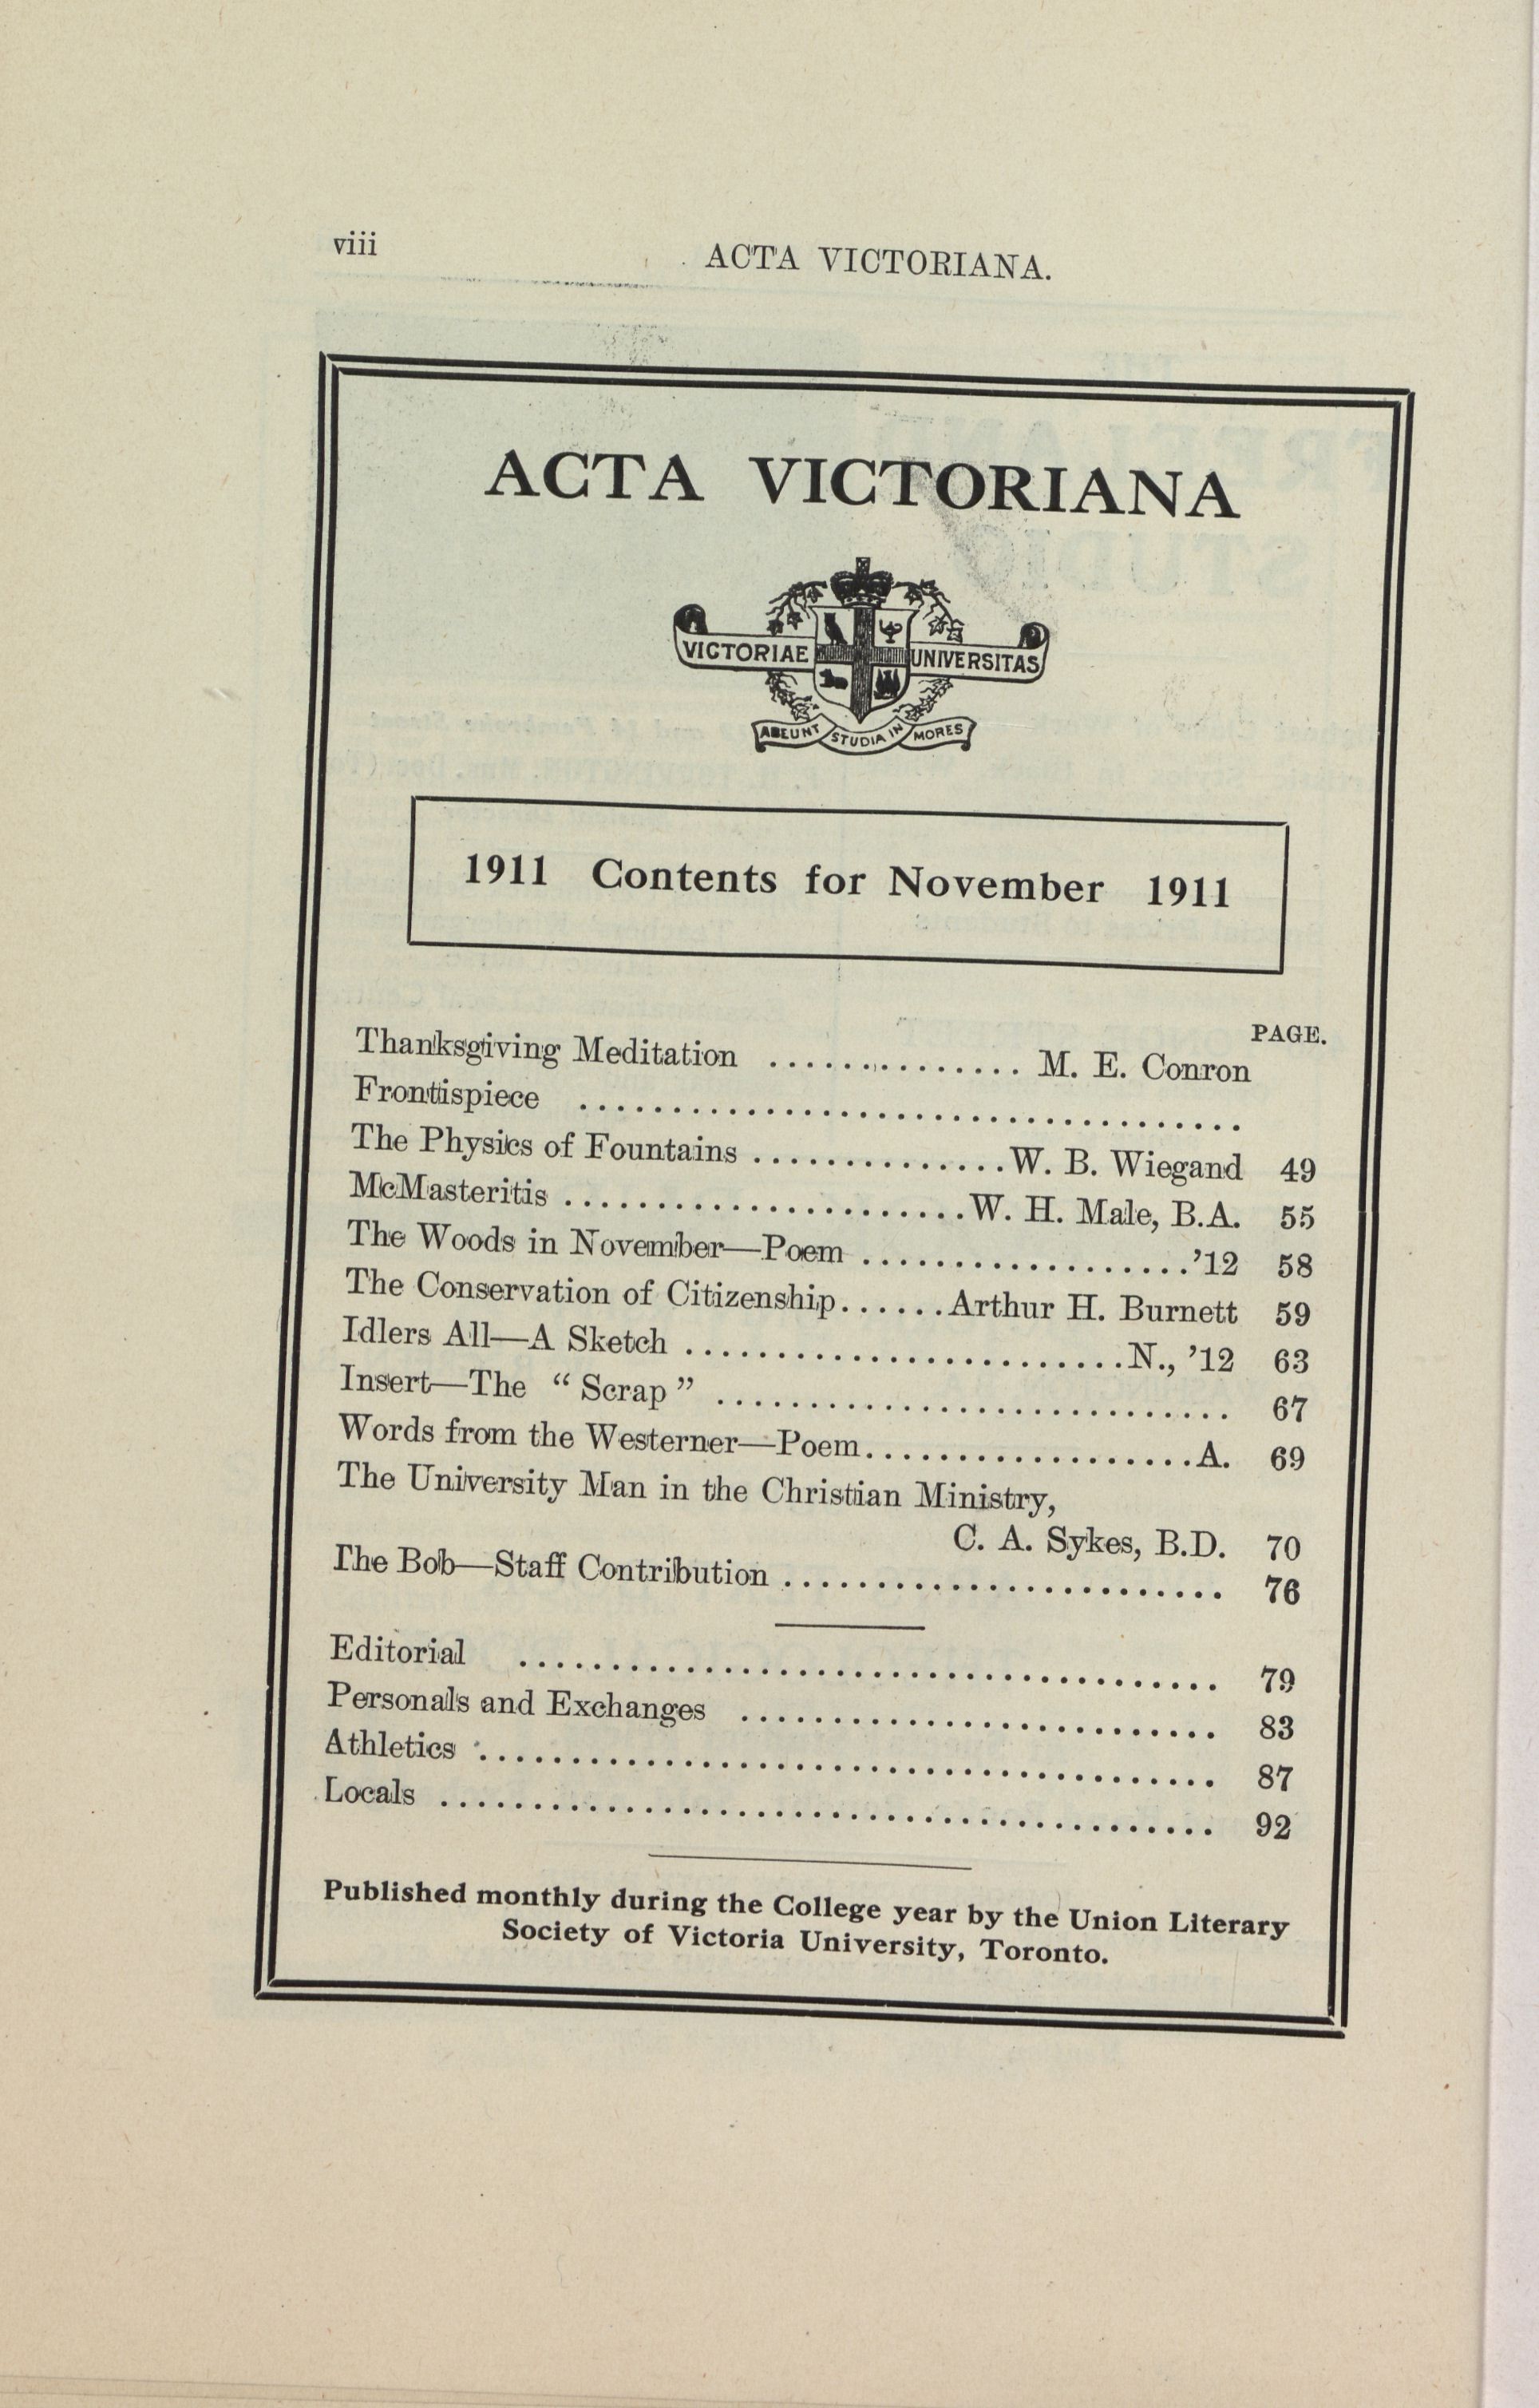 viii
ACTA VICTORIANA.
ACTA VICTORIANA
VICTORIAE UNIVERSITAS
ABEUNT STUDIA IN MORES
1911 Contents for November 1911
PAGE.
Thanksgiving Meditation ............... M. E. Conron
Frontispiece ....................................
The Physics of Fountains ..............W. B. Wiegand 49
McMasteritis ......................W. H. Male, B.A. 55
The Woods in November—Poem ..................’12 58
The Conservation of Citizenship......Arthur H. Burnett 59
Idlers All—A Sketch ........................N., ’12 63
Insert—The “Scrap” ............................ 67
Words from the Westerner—Poem..................A. 69
The University Man in the Christian Ministry,
C. A. Sykes, B.D. 70
The Bob—Staff Contribution ........................ 76
Editorial ...................................... 79
Personals and Exchanges .......................... 83
Athletics ........................................ 87
Locals .......................................... 92
Published monthly during the College year by the Union Literary
Society of Victoria University, Toronto.